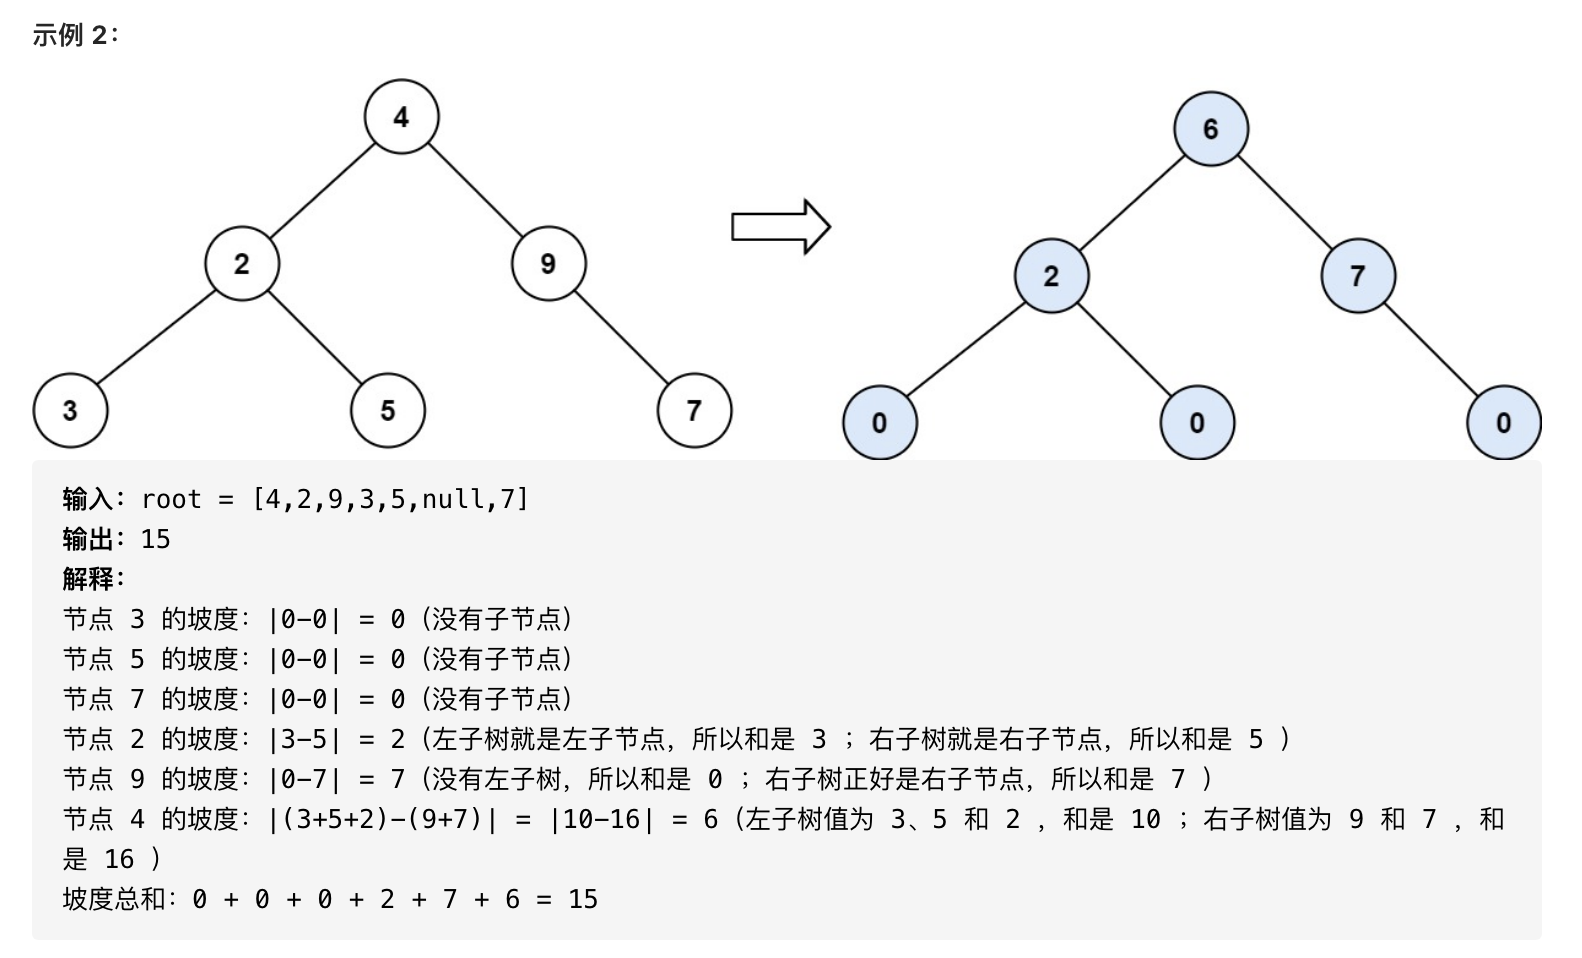 示例 2：
4
6
2
9
2
7
3
5
7
0
0
0
输入：root = [4,2,9,3,5,null,7]
输出：15
解释：
节点 3 的坡度：|0-0| = 0（没有子节点）
节点 5 的坡度：|0-0| = 0（没有子节点）
节点 7 的坡度：|0-0| = 0（没有子节点）
节点 2 的坡度：|3-5| = 2（左子树就是左子节点，所以和是 3 ；右子树就是右子节点，所以和是 5 ）
节点 9 的坡度：|0-7| = 7（没有左子树，所以和是 0 ；右子树正好是右子节点，所以和是 7 ）
节点 4 的坡度：|(3+5+2)-(9+7)| = |10-16| = 6（左子树值为 3、5 和 2 ，和是 10 ；右子树值为 9 和 7 ，和
是 16 ）
坡度总和：0 + 0 + 0 + 2 + 7 + 6 = 15